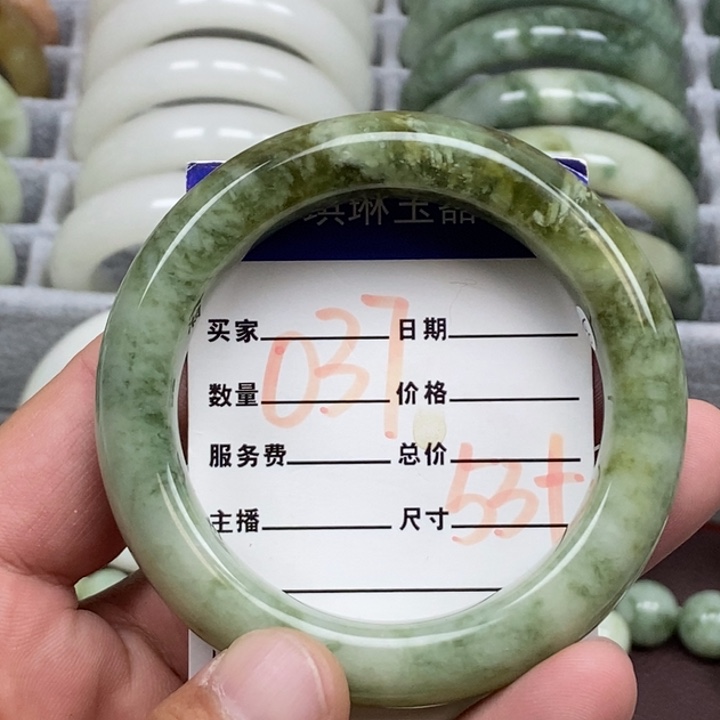 琪琳玉器
037
买家 日期
数量 价格
服务费 总价
53+
主播 尺寸